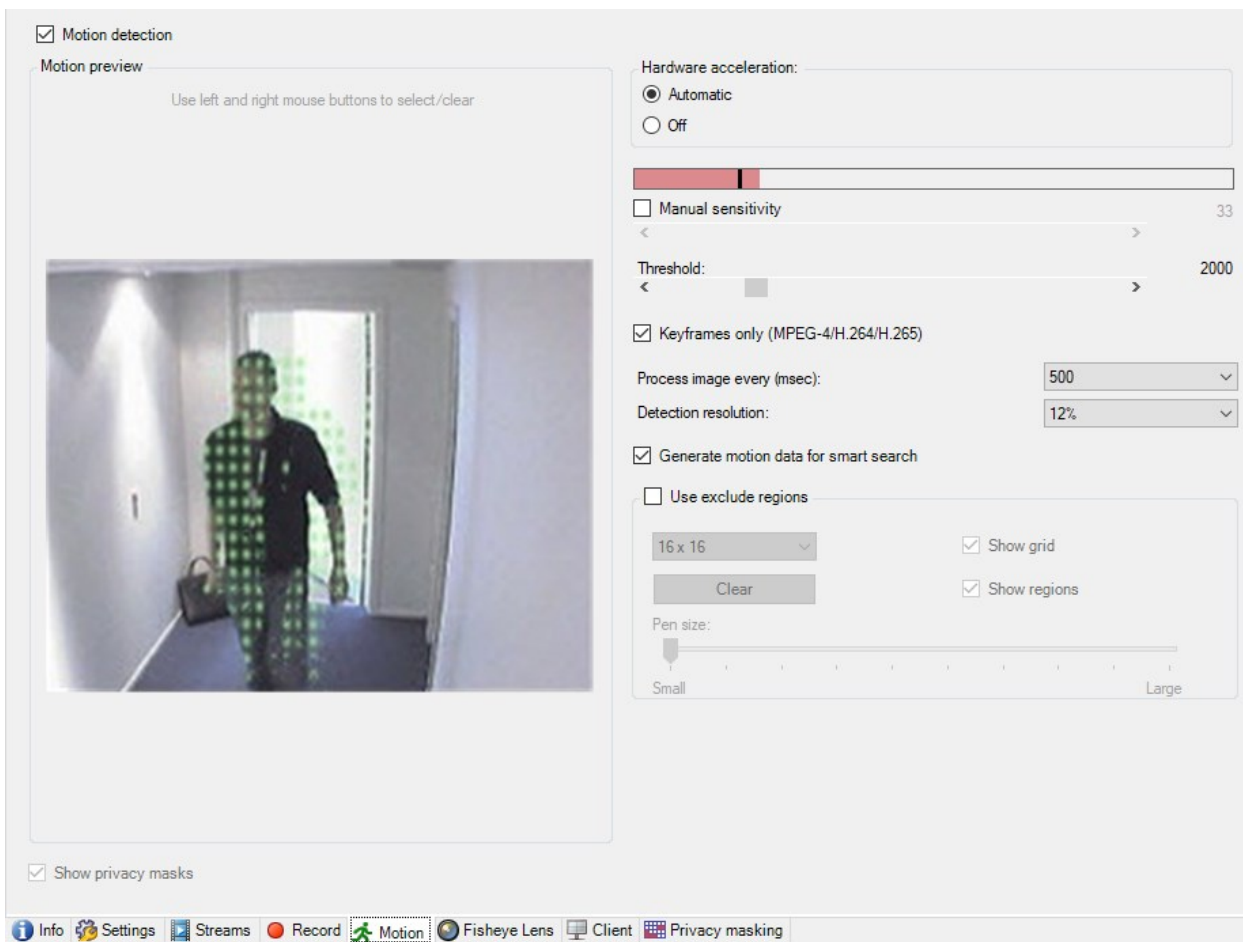 Motion detection
Motion preview
Use left and right mouse buttons to select/clear
Hardware acceleration:
Automatic
Off
Manual sensitivity 33
Threshold: 2000
Keyframes only (MPEG-4/H.264/H.265)
Process image every (msec): 500
Detection resolution: 12%
Generate motion data for smart search
Use exclude regions
16 x 16 Show grid
Clear Show regions
Pen size:
Small Large
Show privacy masks
Info Settings Streams Record Motion Fisheye Lens Client Privacy masking